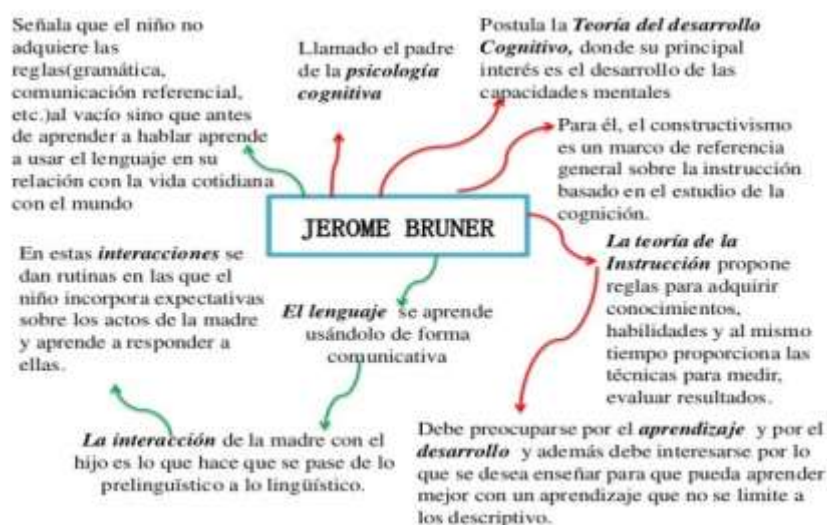 Señala que el niño no
adquiere las
reglas(gramática,
comunicación referencial,
etc.)al vacío sino que antes
de aprender a hablar aprende
a usar el lenguaje en su
relación con la vida cotidiana
con el mundo
Llamado el padre
de la psicología
cognitiva
Postula la Teoría del desarrollo
Cognitivo, donde su principal
interés es el desarrollo de las
capacidades mentales
Para él, el constructivismo
es un marco de referencia
general sobre la instrucción
basado en el estudio de la
cognición.
JEROME BRUNER
La teoría de la
Instrucción propone
reglas para adquirir
conocimientos,
habilidades y al mismo
tiempo proporciona las
técnicas para medir,
evaluar resultados.
En estas interacciones se
dan rutinas en las que el
niño incorpora expectativas
sobre los actos de la madre
y aprende a responder a
ellas.
El lenguaje se aprende
usándolo de forma
comunicativa
La interacción de la madre con el
hijo es lo que hace que se pase de lo
prelinguístico a lo lingüístico.
Debe preocuparse por el aprendizaje y por el
desarrollo y además debe interesarse por lo
que se desea enseñar para que pueda aprender
mejor con un aprendizaje que no se limite a
los descriptivo.